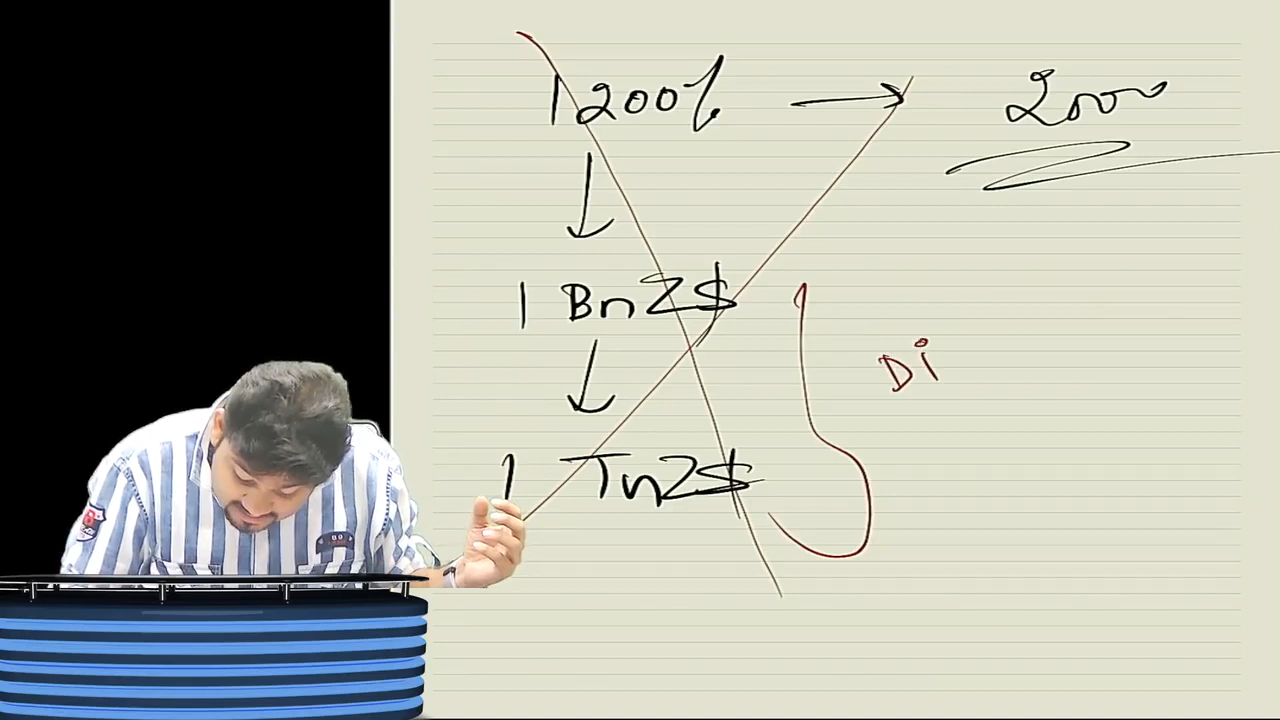 1200% → 2000
↓
1 BnZ$
Di
↓
1 TnZ$